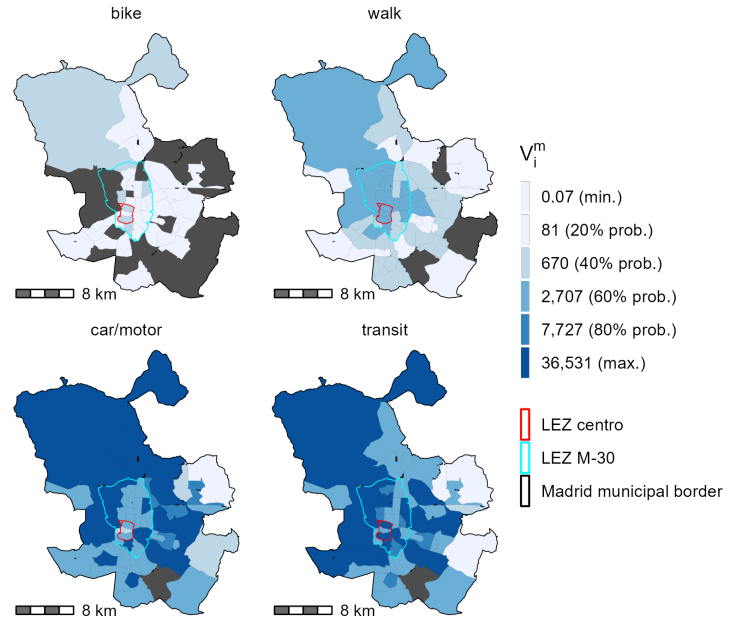 bike
walk
8 km
8 km
car/motor
transit
8 km
8 km
V_i^m
0.07 (min.)
81 (20% prob.)
670 (40% prob.)
2,707 (60% prob.)
7,727 (80% prob.)
36,531 (max.)
LEZ centro
LEZ M-30
Madrid municipal border